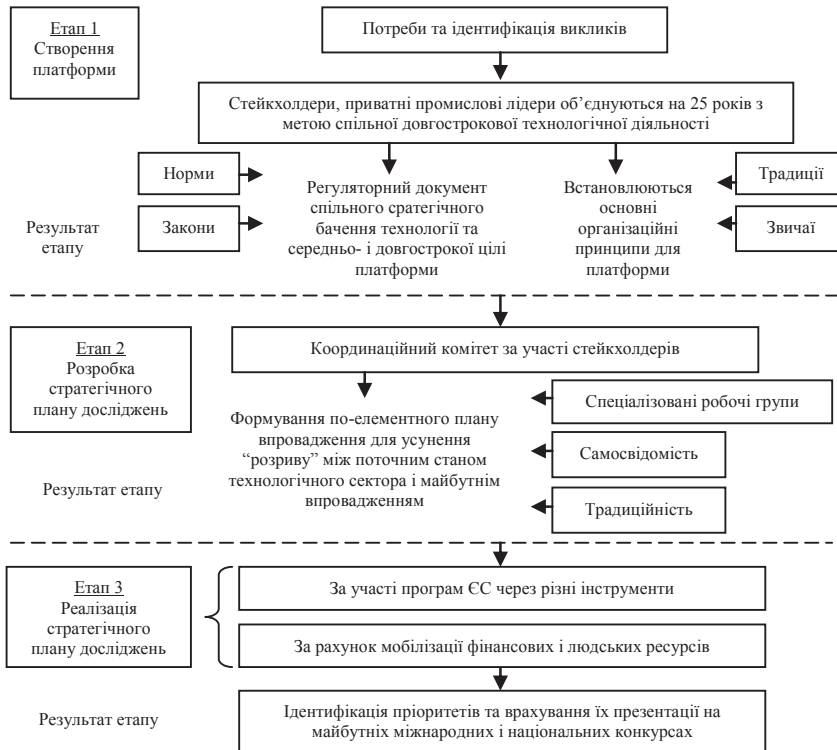 Етап 1
Створення
платформи
Потреби та ідентифікація викликів
Стейкхолдери, приватні промислові лідери об’єднуються на 25 років з
метою спільної довгострокової технологічної діяльності
Норми
Закони
Результат
етапу
Регуляторний документ
спільного сратегічного
бачення технології та
середньо- і довгострокої цілі
платформи
Встановлюються
основні
організаційні
принципи для
платформи
Традиції
Звичаї
Етап 2
Розробка
стратегічного
плану досліджень
Координаційний комітет за участі стейкхолдерів
Формування по-елементного плану
впровадження для усунення
“розриву” між поточним станом
технологічного сектора і майбутнім
впровадженням
Спеціалізовані робочі групи
Самосвідомість
Традиційність
Результат етапу
Етап 3
Реалізація
стратегічного
плану досліджень
За участі програм ЄС через різні інструменти
За рахунок мобілізації фінансових і людських ресурсів
Результат етапу
Ідентифікація пріоритетів та врахування їх презентації на
майбутніх міжнародних і національних конкурсах